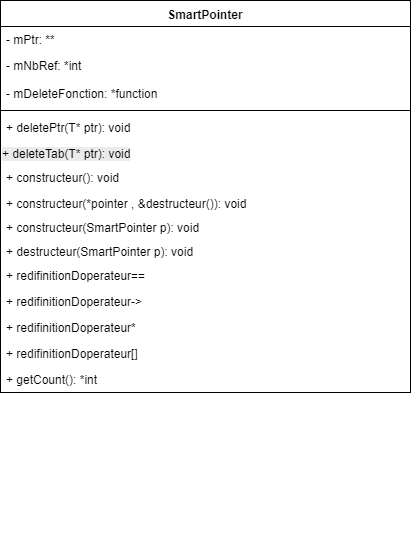 SmartPointer
- mPtr: **
- mNbRef: *int
- mDeleteFonction: *function
+ deletePtr(T* ptr): void
+ deleteTab(T* ptr): void
+ constructeur(): void
+ constructeur(*pointer , &destructeur()): void
+ constructeur(SmartPointer p): void
+ destructeur(SmartPointer p): void
+ redifinitionDoperateur==
+ redifinitionDoperateur->
+ redifinitionDoperateur*
+ redifinitionDoperateur[]
+ getCount(): *int